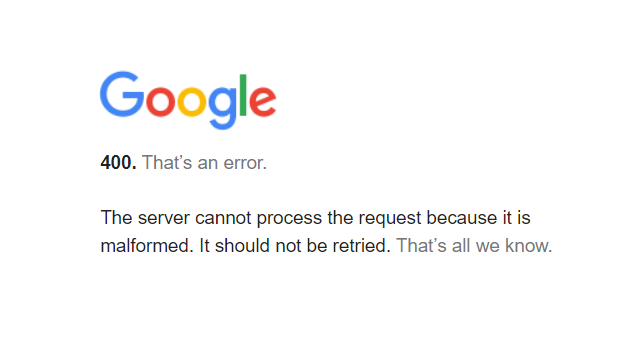 Google
400. That’s an error.
The server cannot process the request because it is
malformed. It should not be retried. That’s all we know.